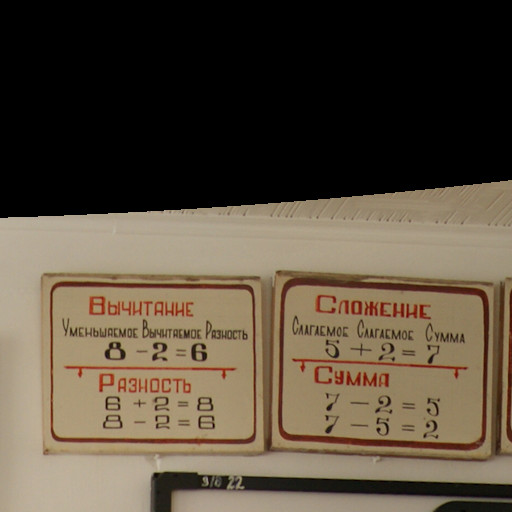 Вычитание
Уменьшаемое Вычитаемое Разность
8 - 2 = 6
Разность
6 + 2 = 8
8 - 2 = 6
Сложение
Слагаемое Слагаемое Сумма
5 + 2 = 7
Сумма
7 - 2 = 5
7 - 5 = 2
э/о 22